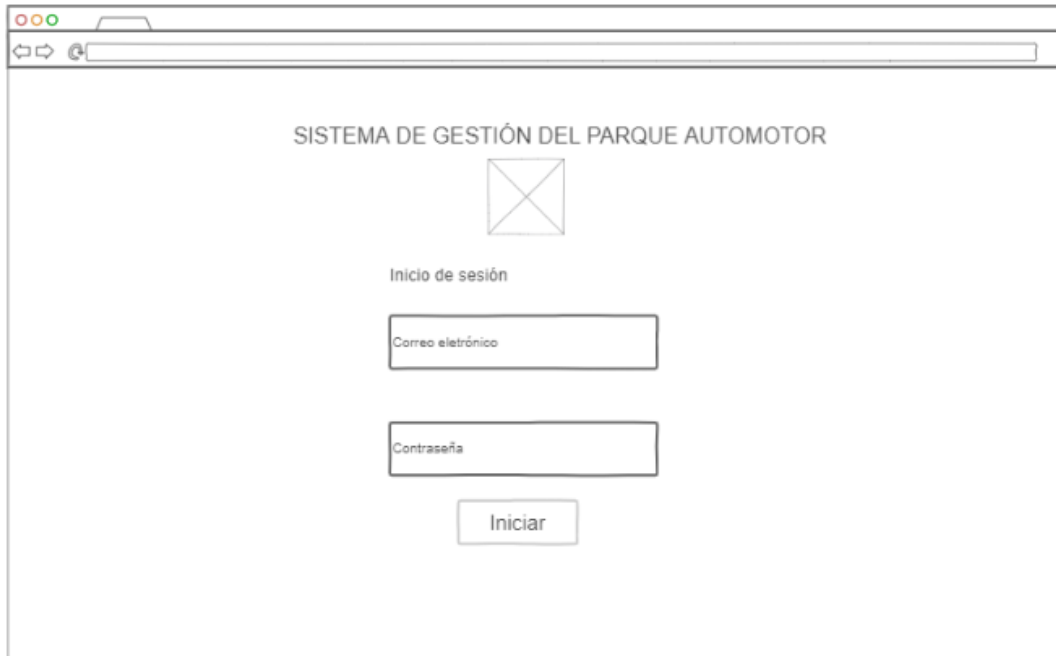 SISTEMA DE GESTIÓN DEL PARQUE AUTOMOTOR
Inicio de sesión
Correo eletrónico
Contraseña
Iniciar